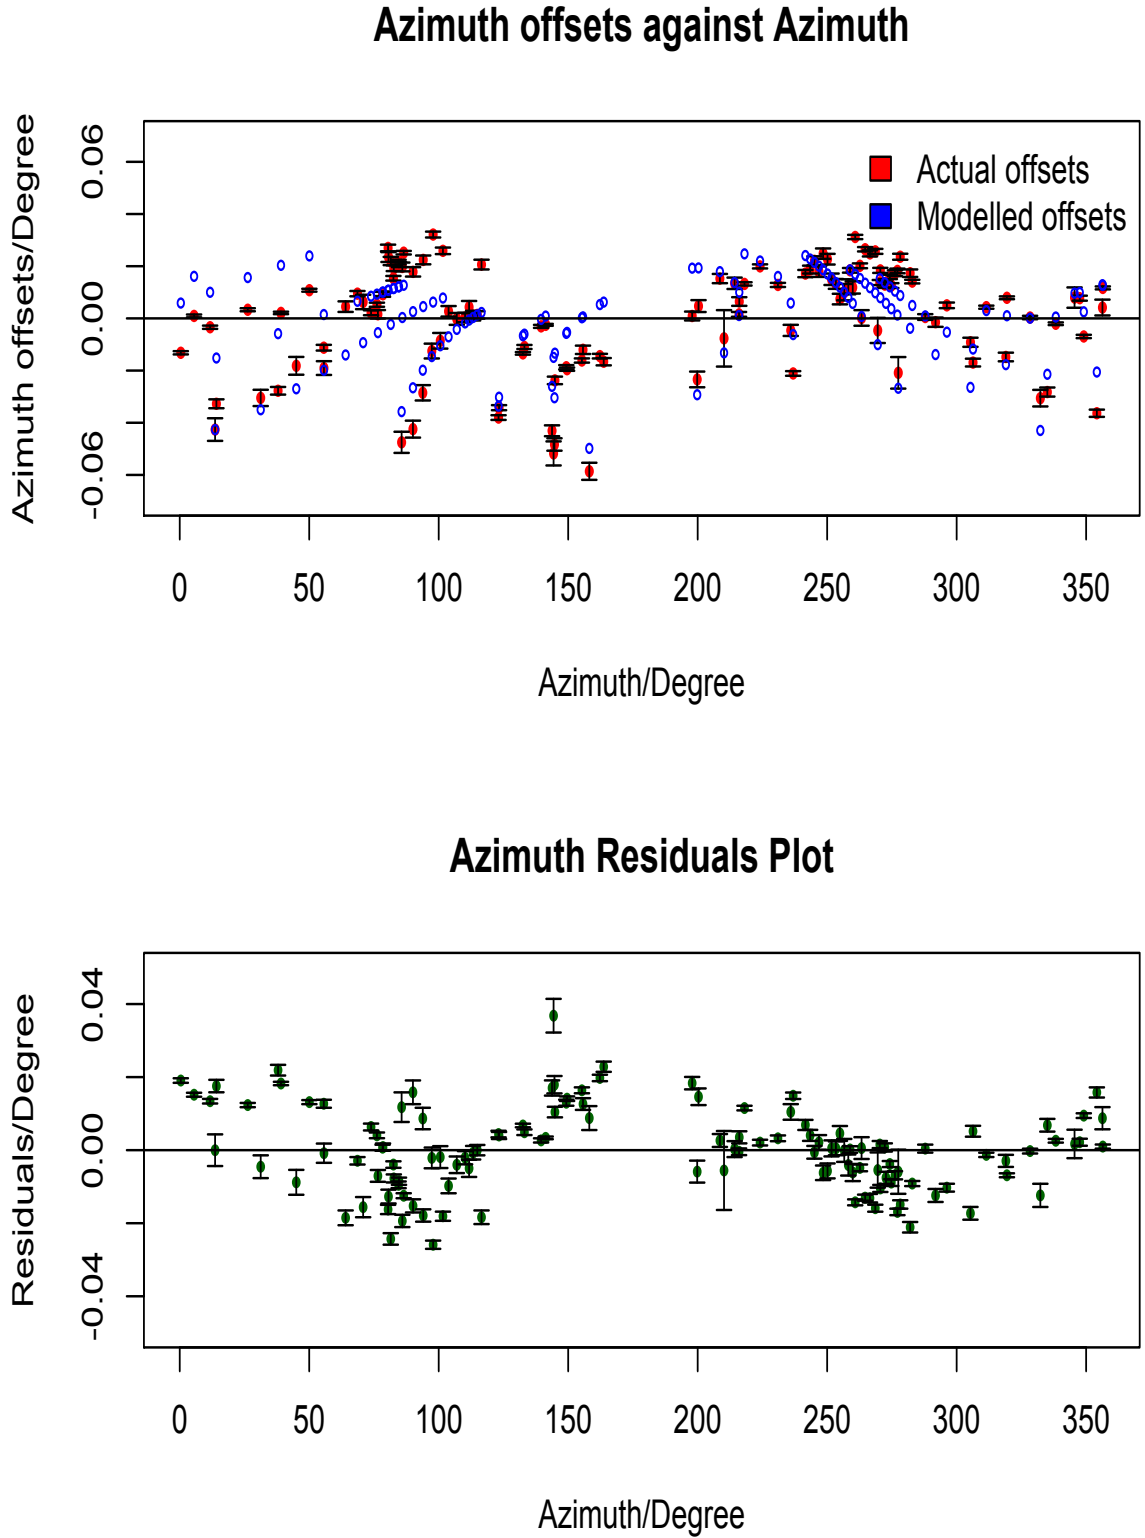 Azimuth offsets against Azimuth
Azimuth offsets/Degree
0.06
0.00
-0.06
Actual offsets
Modelled offsets
0 50 100 150 200 250 300 350
Azimuth/Degree
Azimuth Residuals Plot
Residuals/Degree
0.04
0.00
-0.04
0 50 100 150 200 250 300 350
Azimuth/Degree